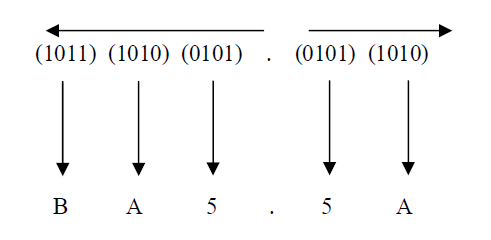 (1011) (1010) (0101) . (0101) (1010)
B A 5 . 5 A